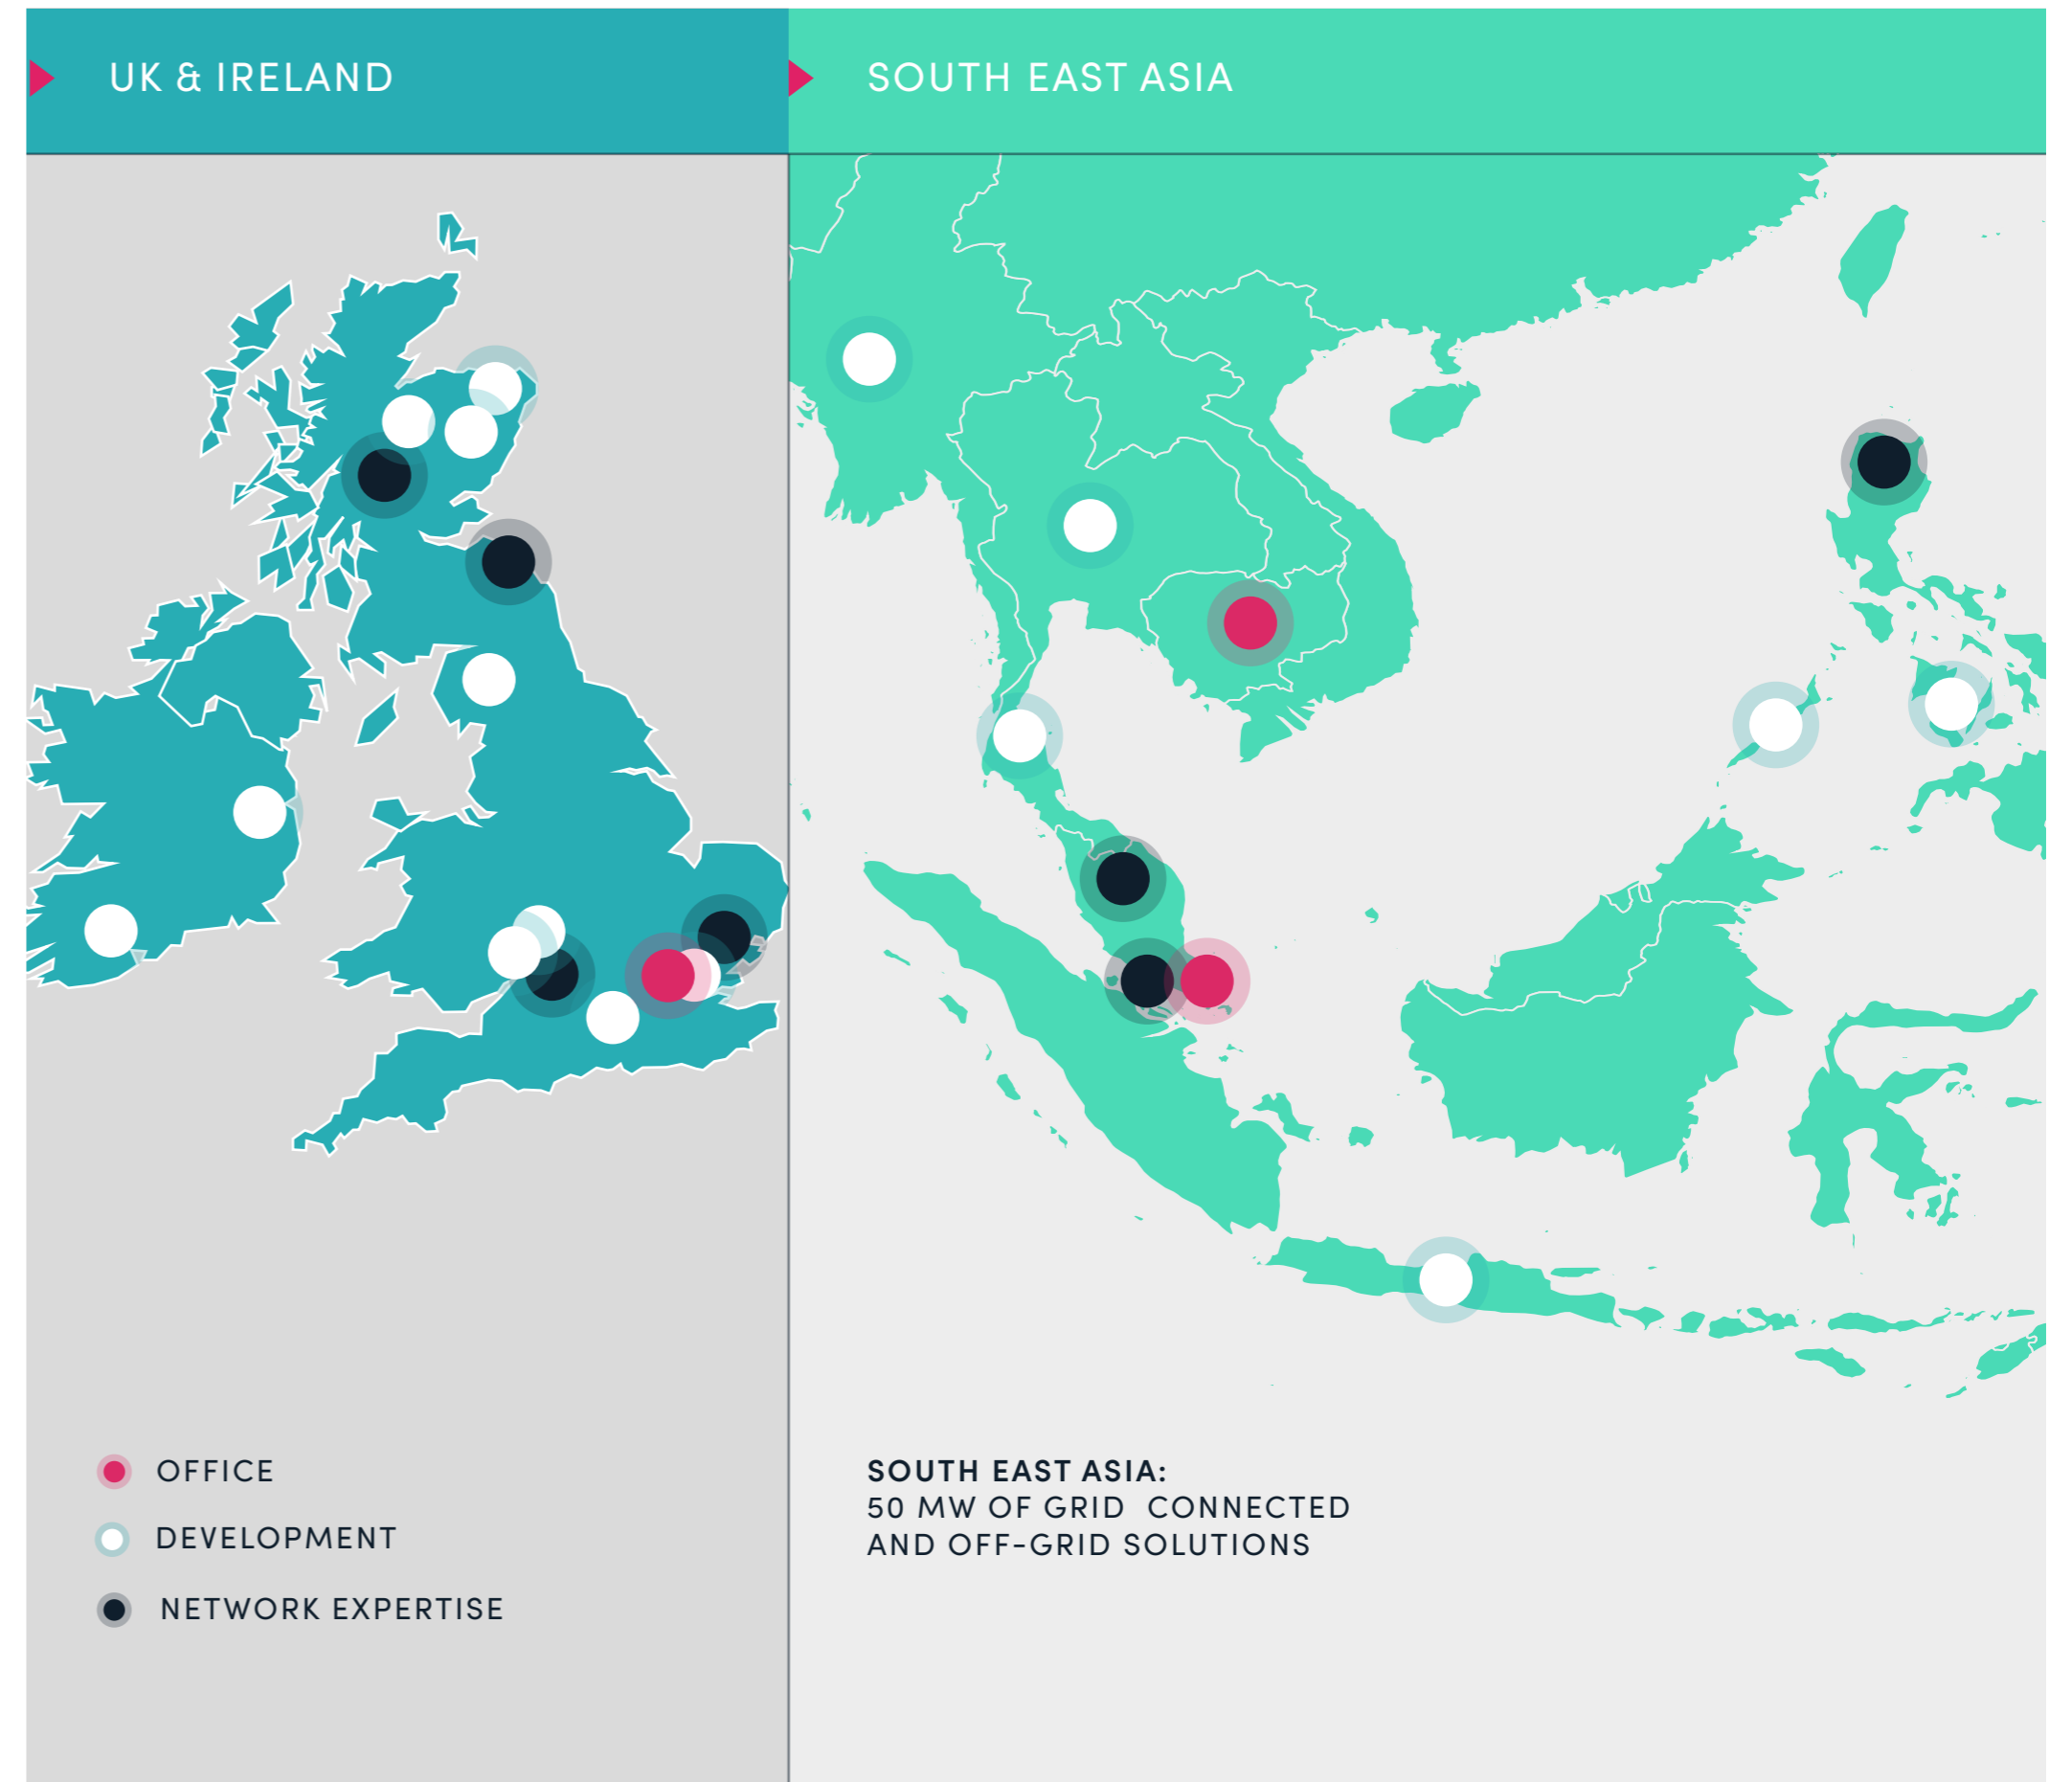 UK & IRELAND
SOUTH EAST ASIA
OFFICE
DEVELOPMENT
NETWORK EXPERTISE
SOUTH EAST ASIA:
50 MW OF GRID CONNECTED
AND OFF-GRID SOLUTIONS